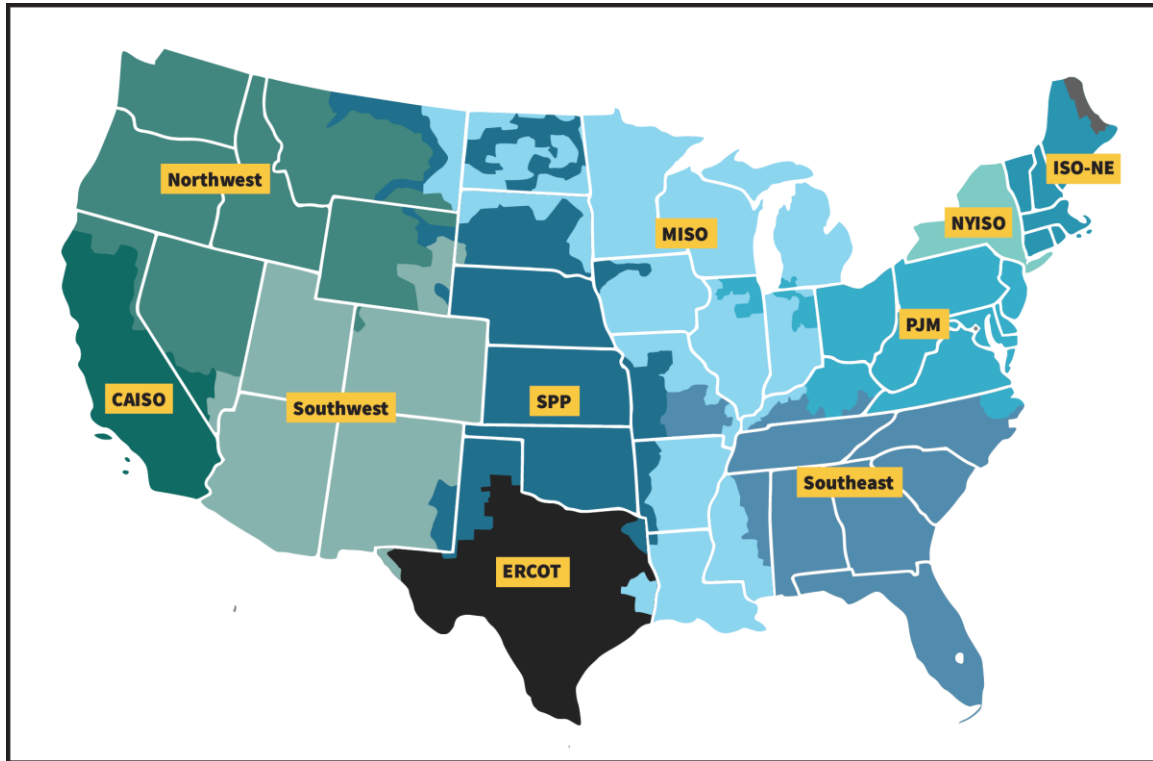 Northwest
ISO-NE
NYISO
MISO
PJM
CAISO
Southwest
SPP
Southeast
ERCOT